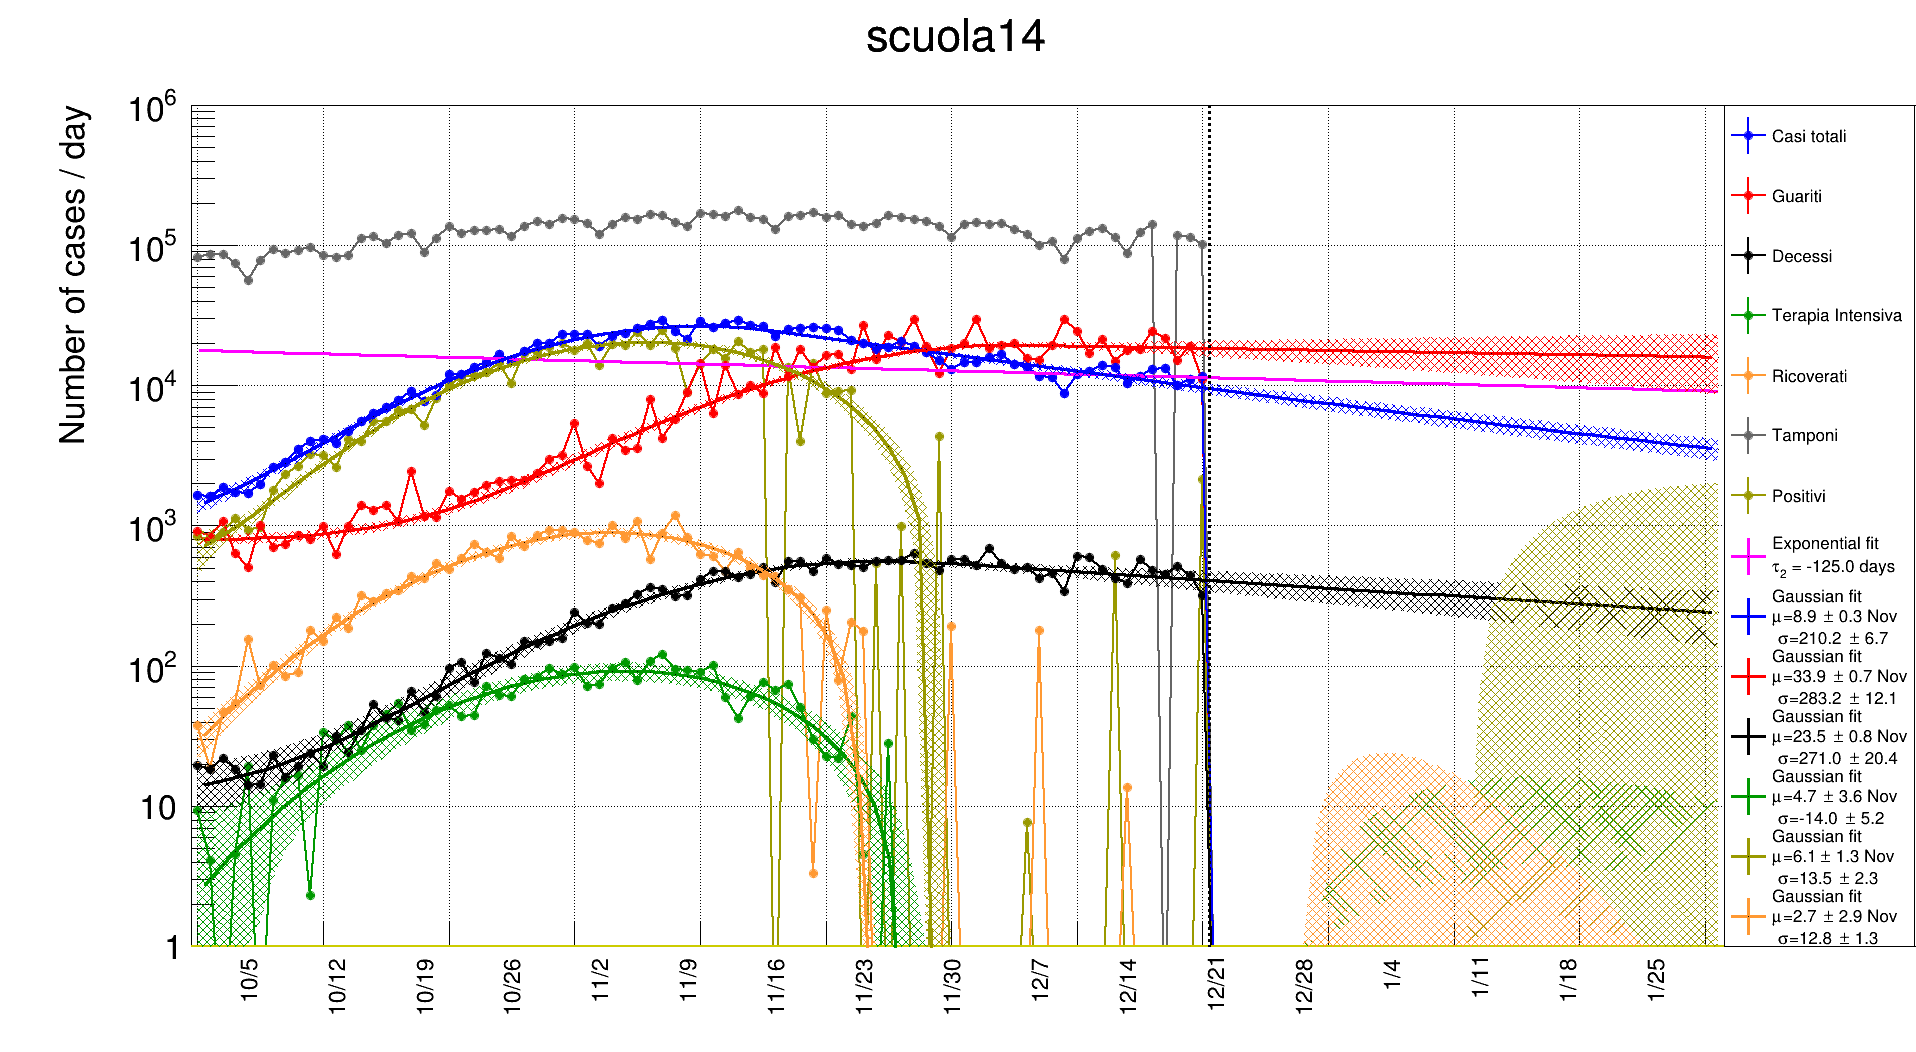 scuola14
Number of cases / day
10^6
10^5
10^4
10^3
10^2
10
1
10/5
10/12
10/19
10/26
11/2
11/9
11/16
11/23
11/30
12/7
12/14
12/21
12/28
1/4
1/11
1/18
1/25
Casi totali
Guariti
Decessi
Terapia Intensiva
Ricoverati
Tamponi
Positivi
Exponential fit
τ₂ = -125.0 days
Gaussian fit
μ=8.9 ± 0.3 Nov
σ=210.2 ± 6.7
Gaussian fit
μ=33.9 ± 0.7 Nov
σ=283.2 ± 12.1
Gaussian fit
μ=23.5 ± 0.8 Nov
σ=271.0 ± 20.4
Gaussian fit
μ=4.7 ± 3.6 Nov
σ=-14.0 ± 5.2
Gaussian fit
μ=6.1 ± 1.3 Nov
σ=13.5 ± 2.3
Gaussian fit
μ=2.7 ± 2.9 Nov
σ=12.8 ± 1.3